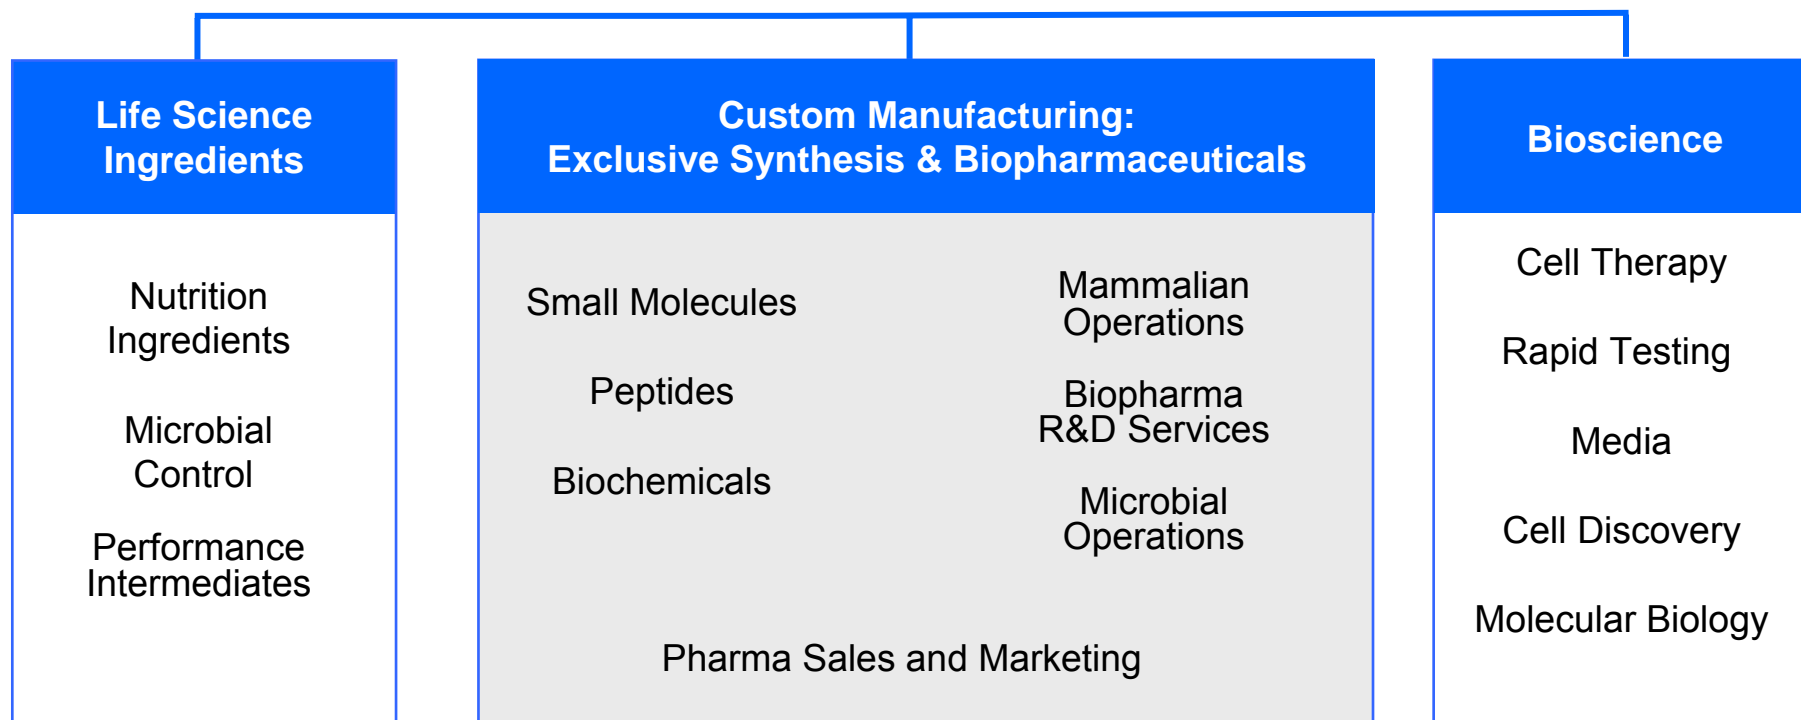 Life Science
Ingredients
Nutrition
Ingredients
Microbial
Control
Performance
Intermediates
Custom Manufacturing:
Exclusive Synthesis & Biopharmaceuticals
Small Molecules
Peptides
Biochemicals
Mammalian
Operations
Biopharma
R&D Services
Microbial
Operations
Pharma Sales and Marketing
Bioscience
Cell Therapy
Rapid Testing
Media
Cell Discovery
Molecular Biology